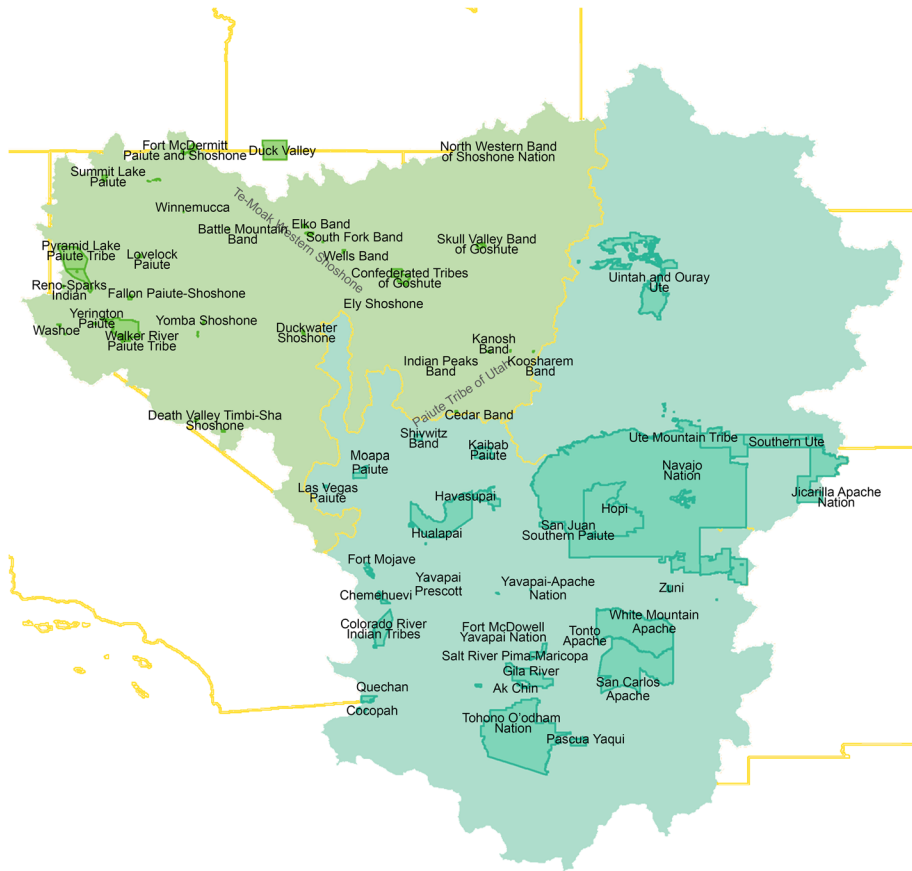 Fort McDermitt
Paiute and Shoshone
Duck Valley
North Western Band
of Shoshone Nation
Summit Lake
Paiute
Te-Moak Western Shoshone
Winnemucca
Battle Mountain
Band
Elko Band
South Fork Band
Wells Band
Skull Valley Band
of Goshute
Pyramid Lake
Paiute Tribe
Lovelock
Paiute
Confederated Tribes
of Goshute
Uintah and Ouray
Ute
Reno-Sparks
Indian
Fallon Paiute-Shoshone
Ely Shoshone
Yerington
Paiute
Washoe
Walker River
Paiute Tribe
Yomba Shoshone
Duckwater
Shoshone
Kanosh
Band
Indian Peaks
Band
Koosharem
Band
Paiute Tribe of Utah
Death Valley Timbi-Sha
Shoshone
Cedar Band
Shivwitz
Band
Kaibab
Paiute
Ute Mountain Tribe
Southern Ute
Moapa
Paiute
Navajo
Nation
Las Vegas
Paiute
Havasupai
Jicarilla Apache
Nation
Hopi
Hualapai
San Juan
Southern Paiute
Fort Mojave
Yavapai
Prescott
Yavapai-Apache
Nation
Zuni
Chemehuevi
Colorado River
Indian Tribes
Fort McDowell
Yavapai Nation
Tonto
Apache
White Mountain
Apache
Salt River Pima-Maricopa
Gila River
Ak Chin
San Carlos
Apache
Quechan
Cocopah
Tohono O'odham
Nation
Pascua Yaqui